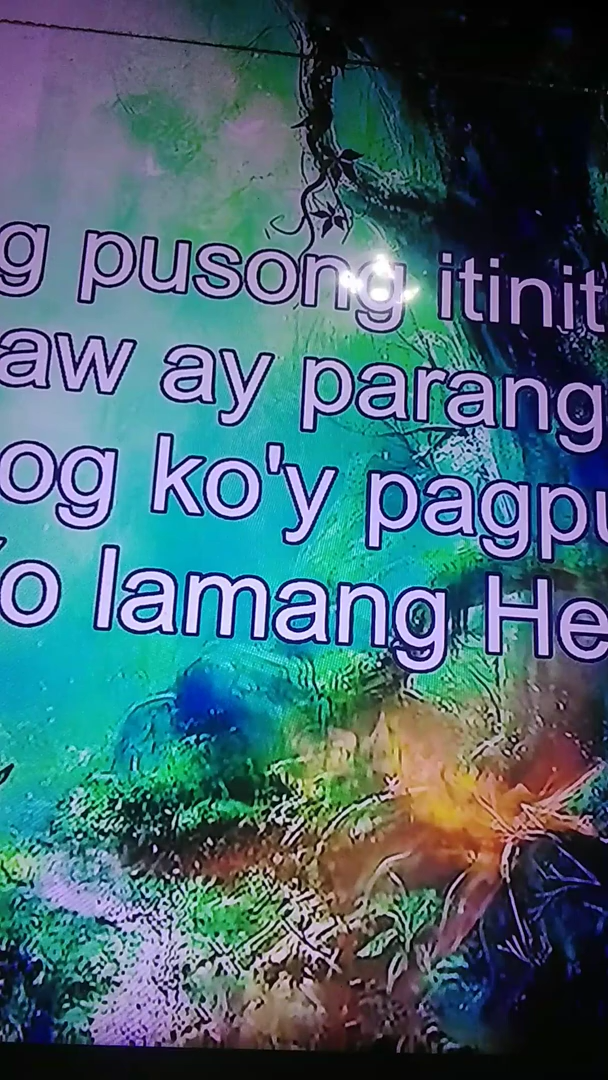 g pusong itinit
aw ay parang
og ko'y pagpu
o lamang He